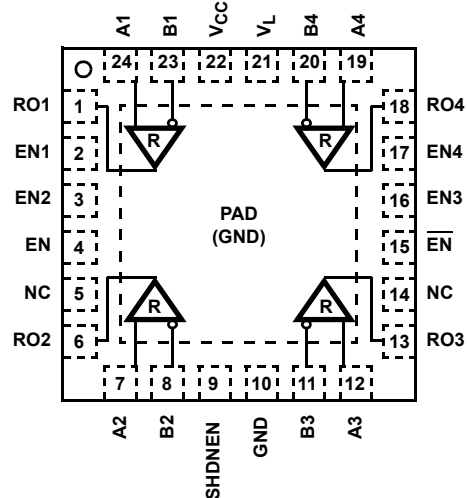 A1 B1 VCC VL B4 A4
24 23 22 21 20 19
RO1 1 R R 18 RO4
EN1 2 17 EN4
EN2 3 16 EN3
PAD
(GND)
EN 4 15 E̅N̅
NC 5 14 NC
RO2 6 R R 13 RO3
7 8 9 10 11 12
A2 B2 SHDNEN GND B3 A3